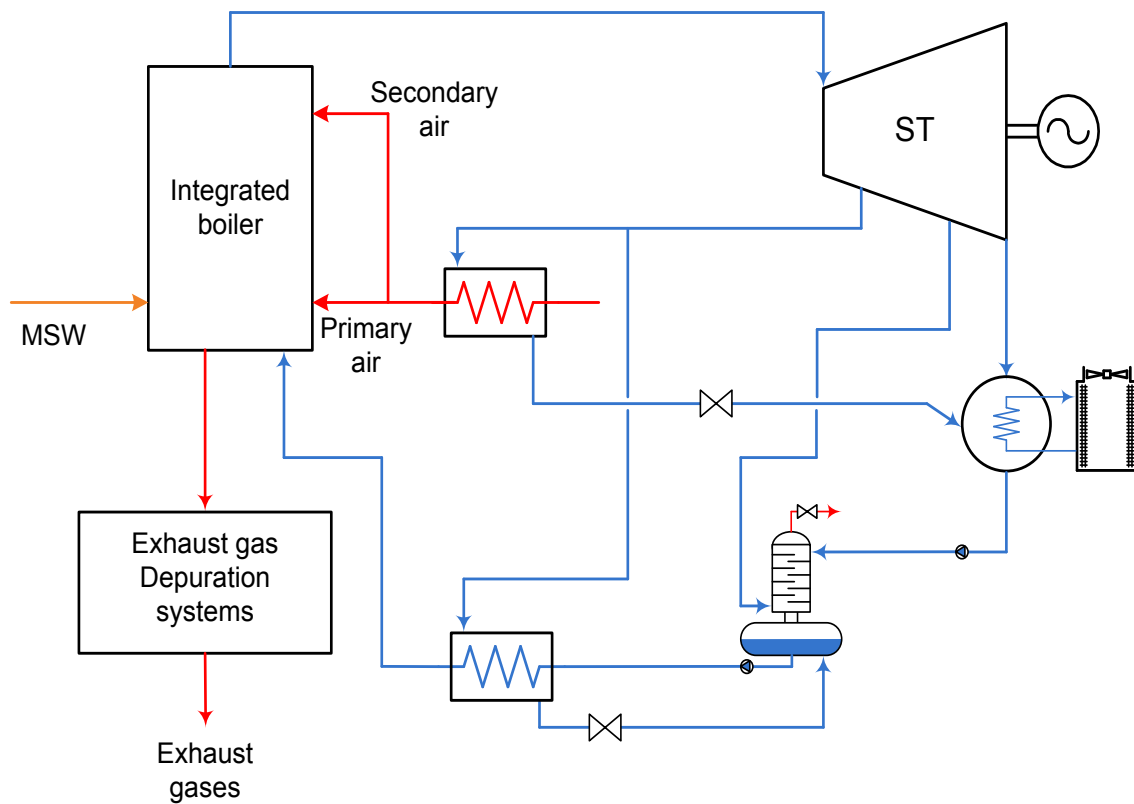 Secondary
air
ST
Integrated
boiler
MSW
Primary
air
Exhaust gas
Depuration
systems
Exhaust
gases